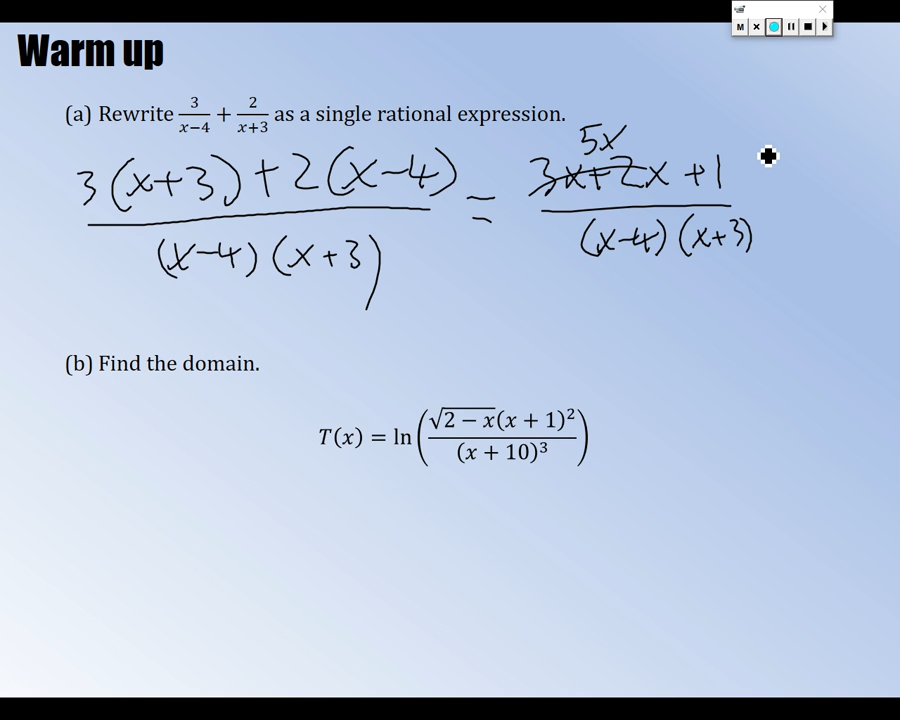 Warm up
(a) Rewrite 3/(x−4) + 2/(x+3) as a single rational expression.
(3(x+3)+2(x−4))/((x−4)(x+3)) = (5x ~~3x+2x~~ +1)/((x−4)(x+3))
(b) Find the domain.
T(x) = ln(√(2 − x)(x + 1)²/(x + 10)³)
M